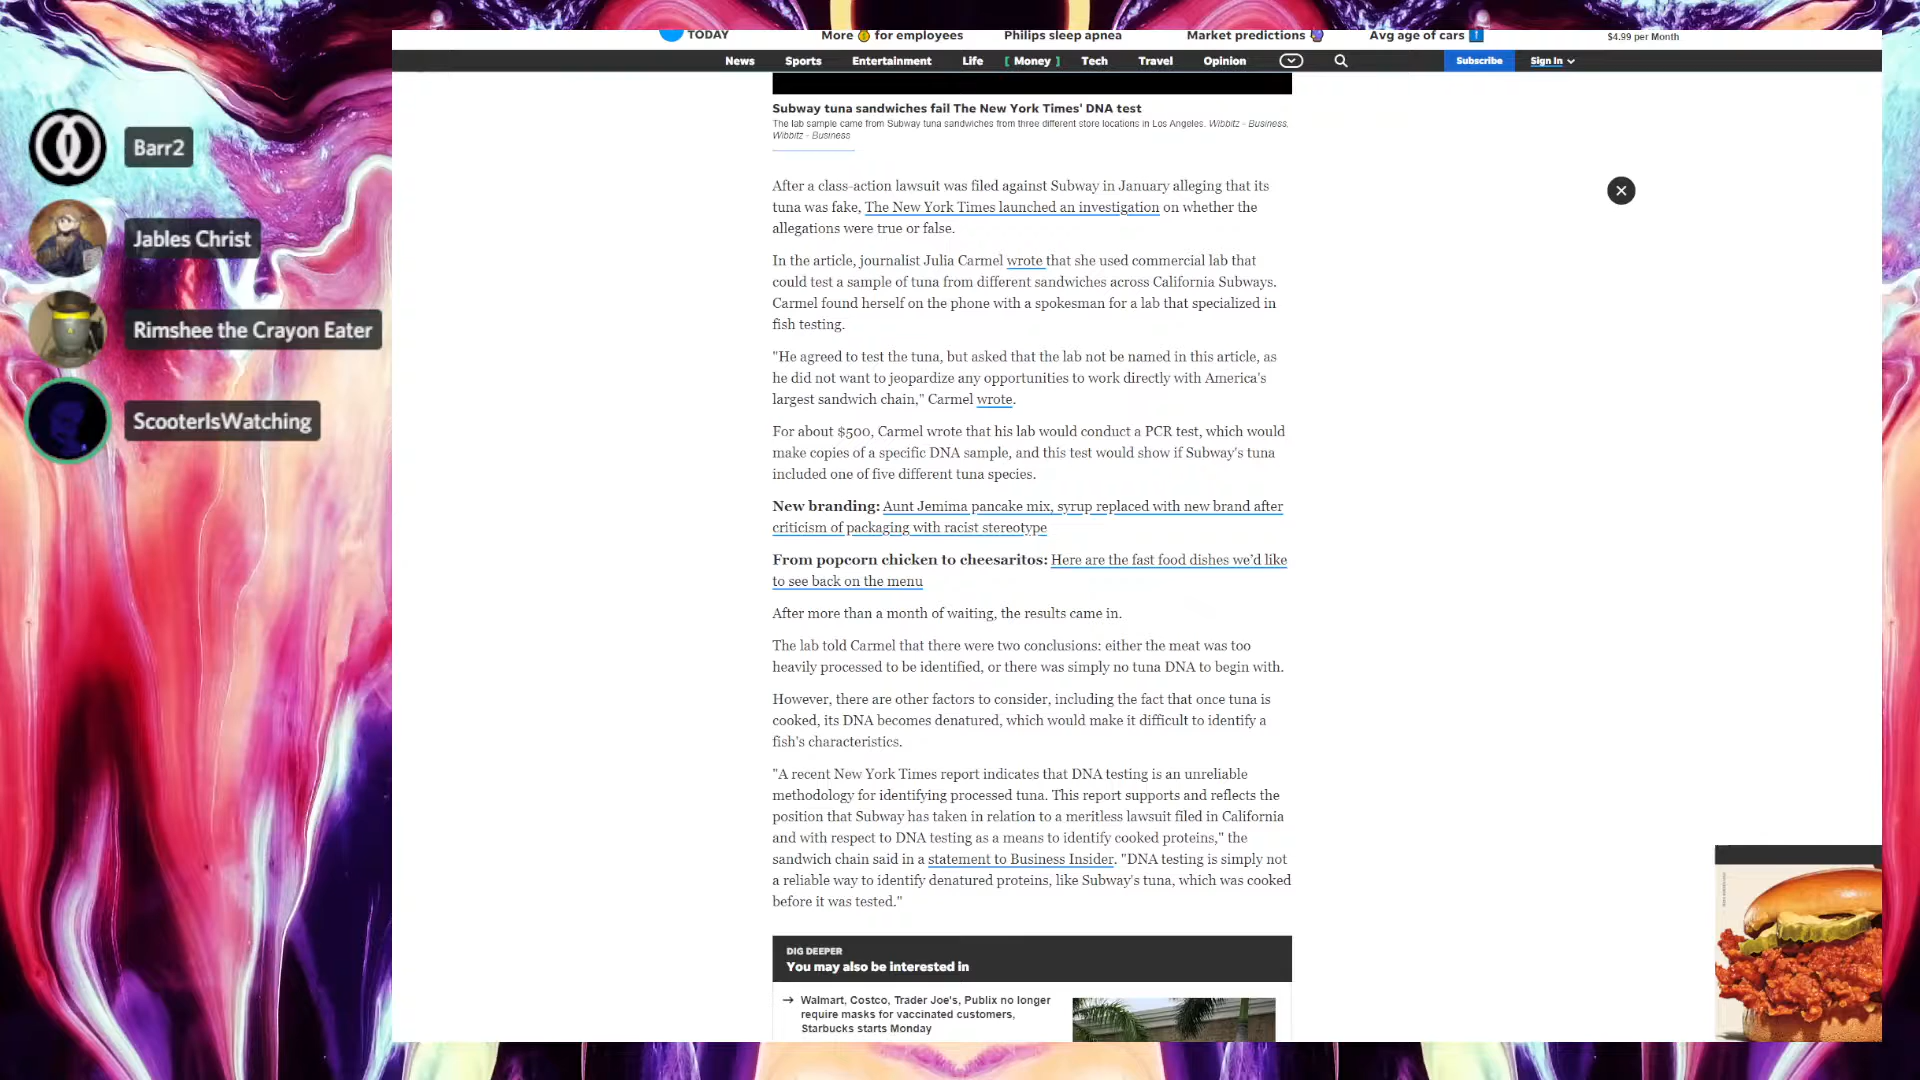 TODAY
More for employees
Philips sleep apnea
Market predictions
Avg age of cars
$4.99 per Month
News Sports Entertainment Life [ Money ] Tech Travel Opinion
Subscribe
Sign In
Barr2
Jables Christ
Rimshee the Crayon Eater
ScooterIsWatching
Subway tuna sandwiches fail The New York Times' DNA test
The lab sample came from Subway tuna sandwiches from three different store locations in Los Angeles. Wibbitz - Business,
Wibbitz - Business
After a class-action lawsuit was filed against Subway in January alleging that its
tuna was fake, The New York Times launched an investigation on whether the
allegations were true or false.
In the article, journalist Julia Carmel wrote that she used commercial lab that
could test a sample of tuna from different sandwiches across California Subways.
Carmel found herself on the phone with a spokesman for a lab that specialized in
fish testing.
"He agreed to test the tuna, but asked that the lab not be named in this article, as
he did not want to jeopardize any opportunities to work directly with America's
largest sandwich chain," Carmel wrote.
For about $500, Carmel wrote that his lab would conduct a PCR test, which would
make copies of a specific DNA sample, and this test would show if Subway's tuna
included one of five different tuna species.
New branding: Aunt Jemima pancake mix, syrup replaced with new brand after
criticism of packaging with racist stereotype
From popcorn chicken to cheesaritos: Here are the fast food dishes we'd like
to see back on the menu
After more than a month of waiting, the results came in.
The lab told Carmel that there were two conclusions: either the meat was too
heavily processed to be identified, or there was simply no tuna DNA to begin with.
However, there are other factors to consider, including the fact that once tuna is
cooked, its DNA becomes denatured, which would make it difficult to identify a
fish's characteristics.
"A recent New York Times report indicates that DNA testing is an unreliable
methodology for identifying processed tuna. This report supports and reflects the
position that Subway has taken in relation to a meritless lawsuit filed in California
and with respect to DNA testing as a means to identify cooked proteins," the
sandwich chain said in a statement to Business Insider. "DNA testing is simply not
a reliable way to identify denatured proteins, like Subway's tuna, which was cooked
before it was tested."
DIG DEEPER
You may also be interested in
Walmart, Costco, Trader Joe's, Publix no longer
require masks for vaccinated customers,
Starbucks starts Monday